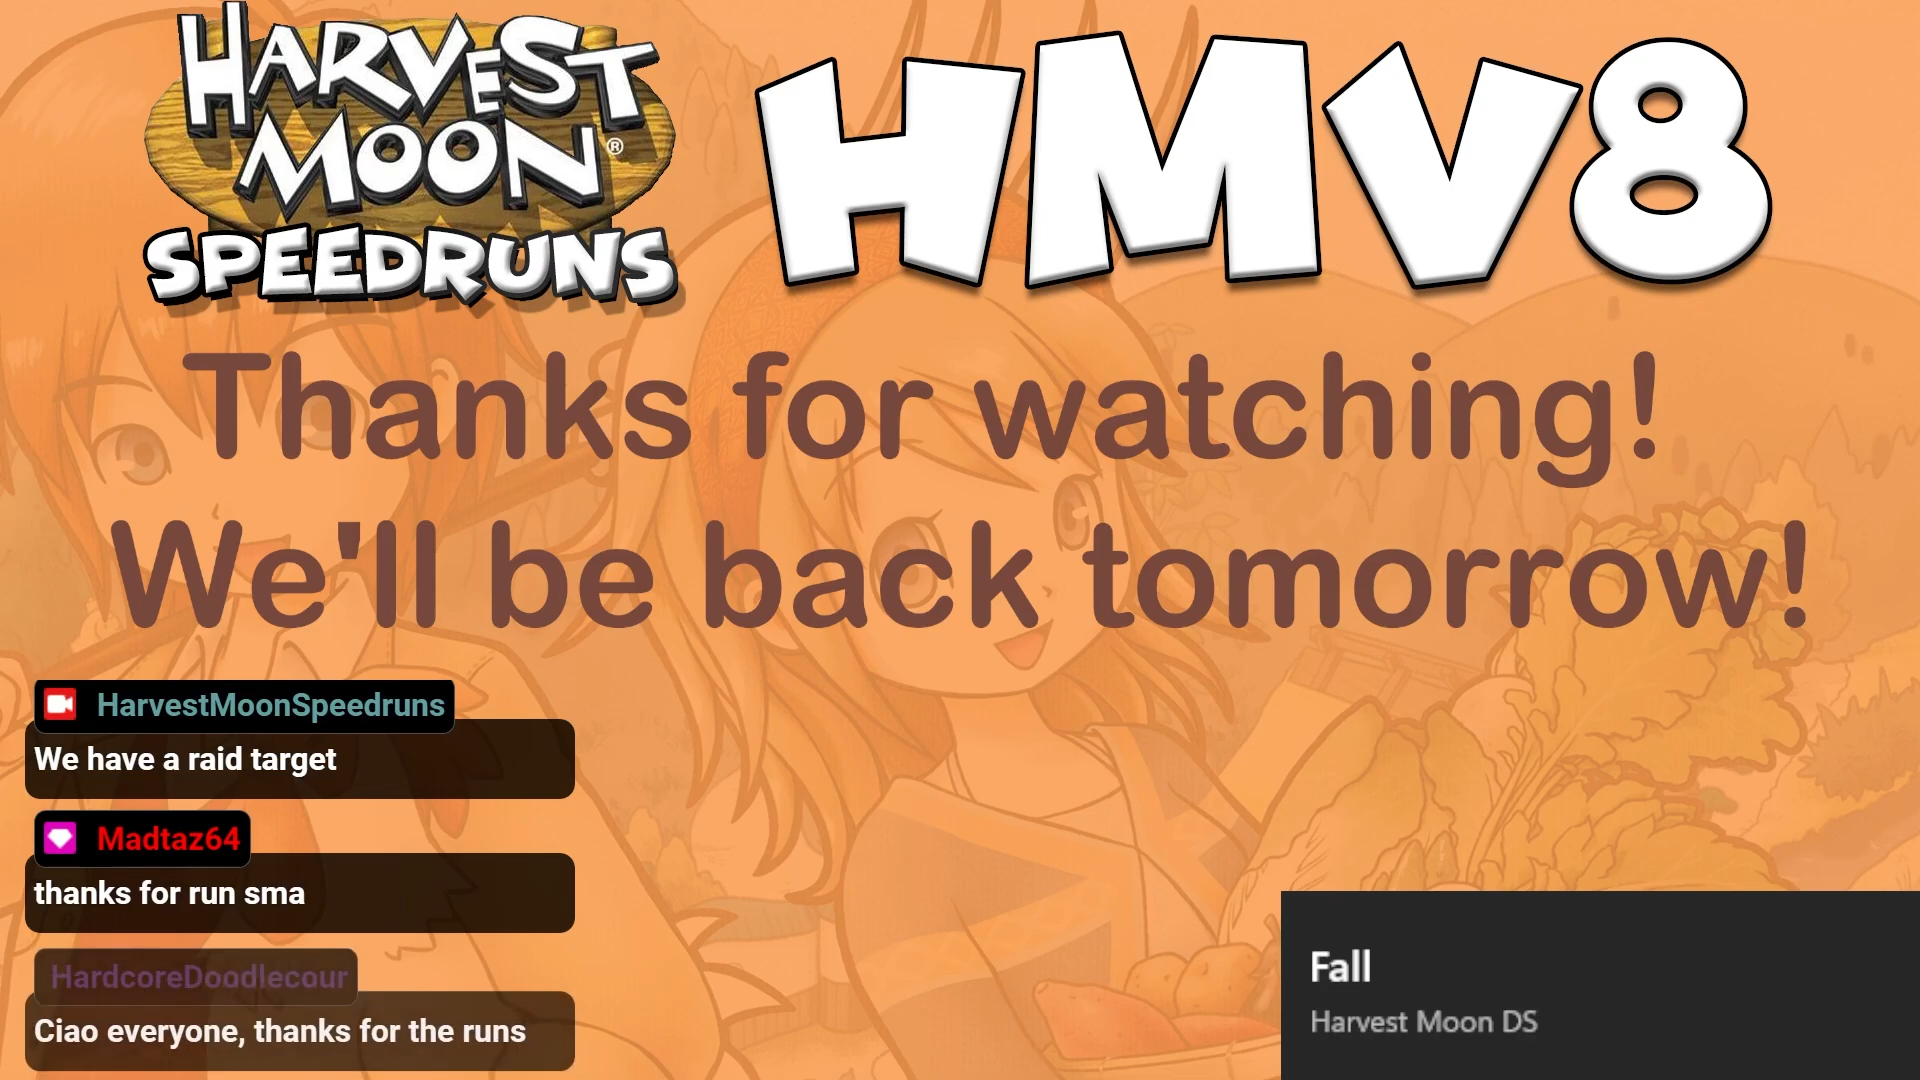 HARVEST
MOON®
SPEEDRUNS
HMV8
Thanks for watching!
We'll be back tomorrow!
HarvestMoonSpeedruns
We have a raid target
Madtaz64
thanks for run sma
HardcoreDoodlecour
Ciao everyone, thanks for the runs
Fall
Harvest Moon DS